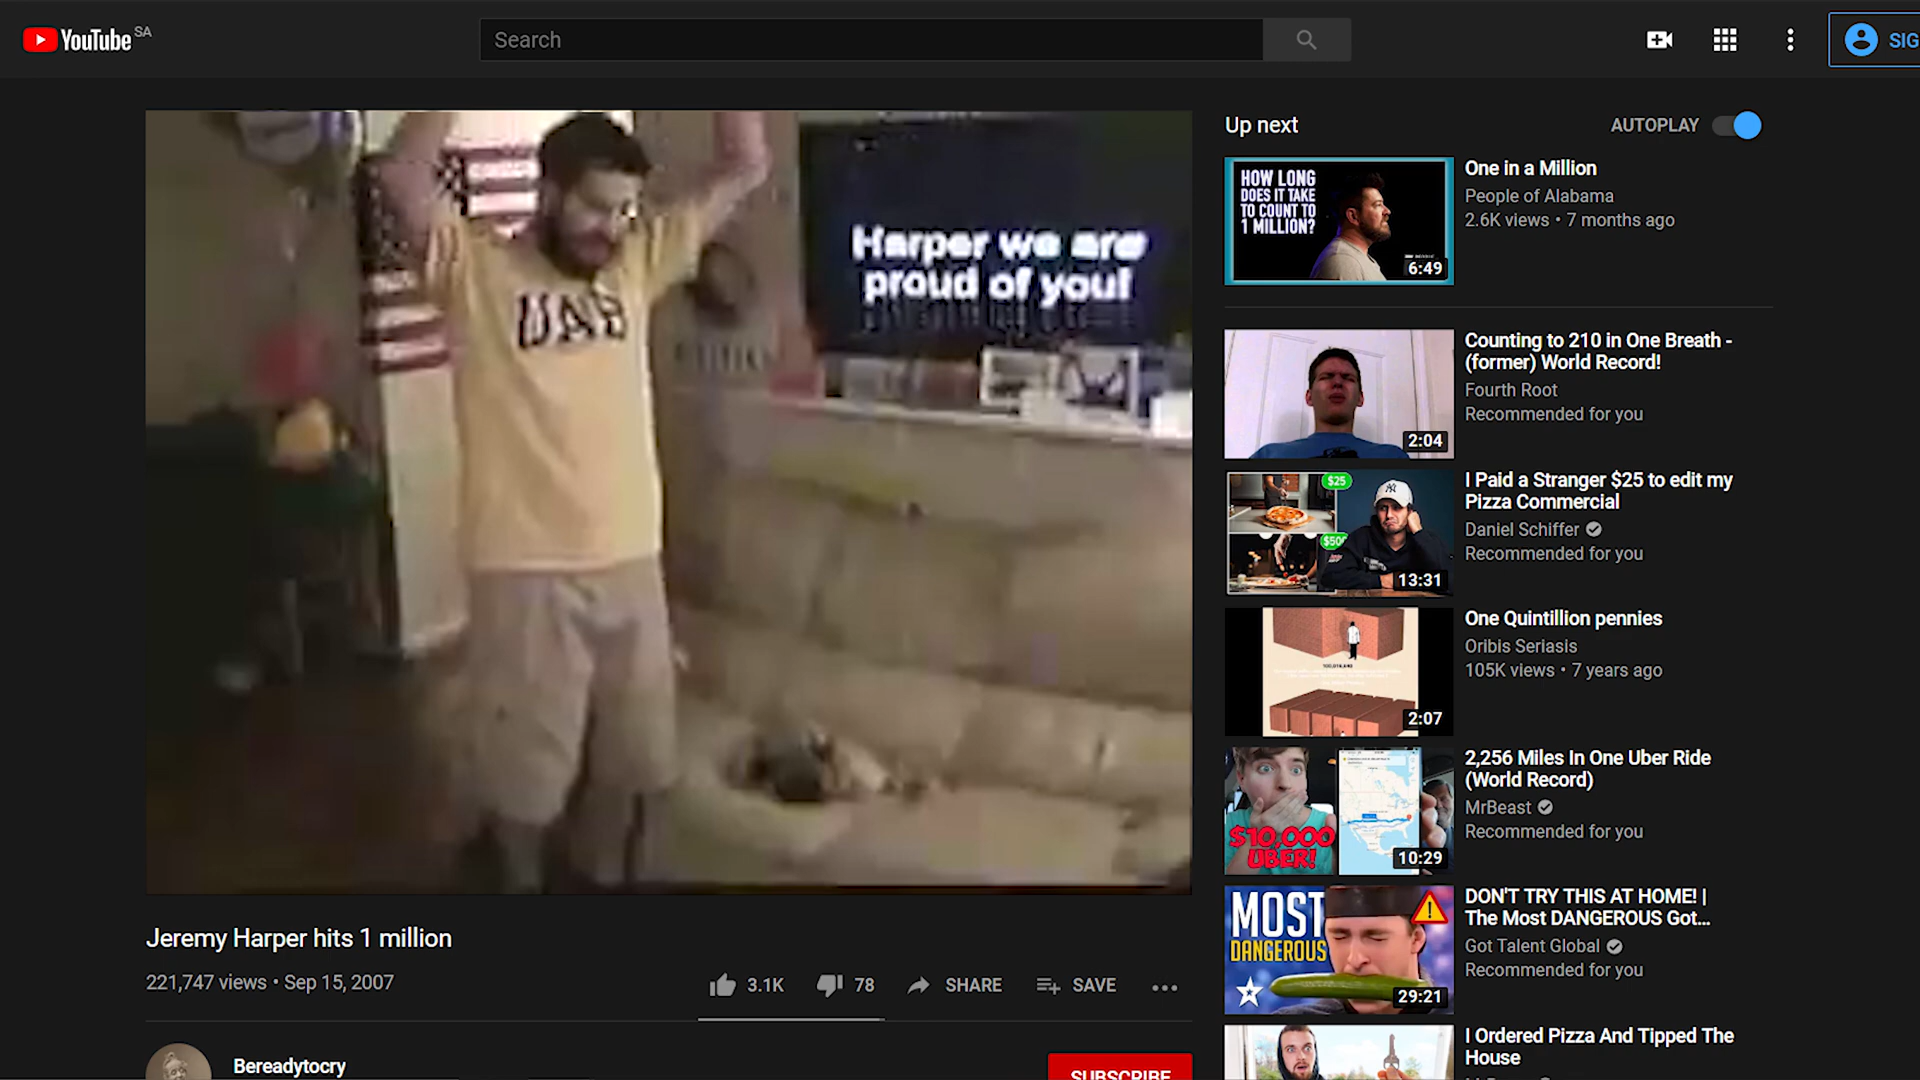 YouTube SA
Search
SIG
UAB
Harper we are
proud of you!
Jeremy Harper hits 1 million
221,747 views • Sep 15, 2007
3.1K
78
SHARE
SAVE
Bereadytocry
SUBSCRIBE
Up next
AUTOPLAY
HOW LONG
DOES IT TAKE
TO COUNT TO
1 MILLION?
6:49
One in a Million
People of Alabama
2.6K views • 7 months ago
2:04
Counting to 210 in One Breath -
(former) World Record!
Fourth Root
Recommended for you
$25
$500
13:31
I Paid a Stranger $25 to edit my
Pizza Commercial
Daniel Schiffer
Recommended for you
2:07
One Quintillion pennies
Oribis Seriasis
105K views • 7 years ago
$10,000
UBER!
10:29
2,256 Miles In One Uber Ride
(World Record)
MrBeast
Recommended for you
MOST
DANGEROUS
29:21
DON'T TRY THIS AT HOME! |
The Most DANGEROUS Got...
Got Talent Global
Recommended for you
I Ordered Pizza And Tipped The
House